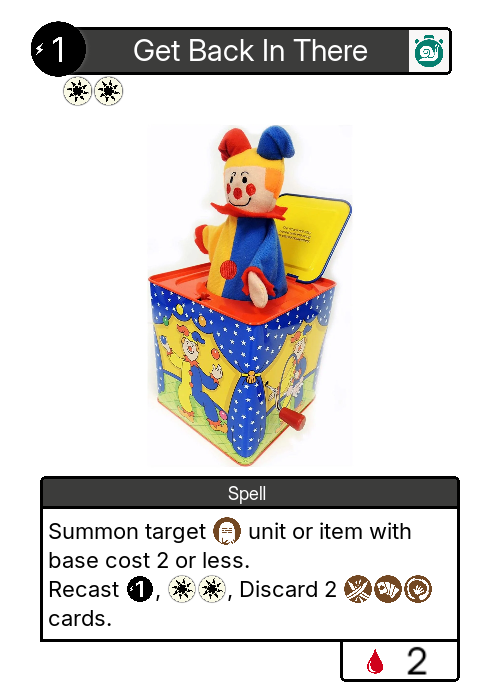 1 Get Back In There
Spell
Summon target unit or item with
base cost 2 or less.
Recast 1, , Discard 2
cards.
2